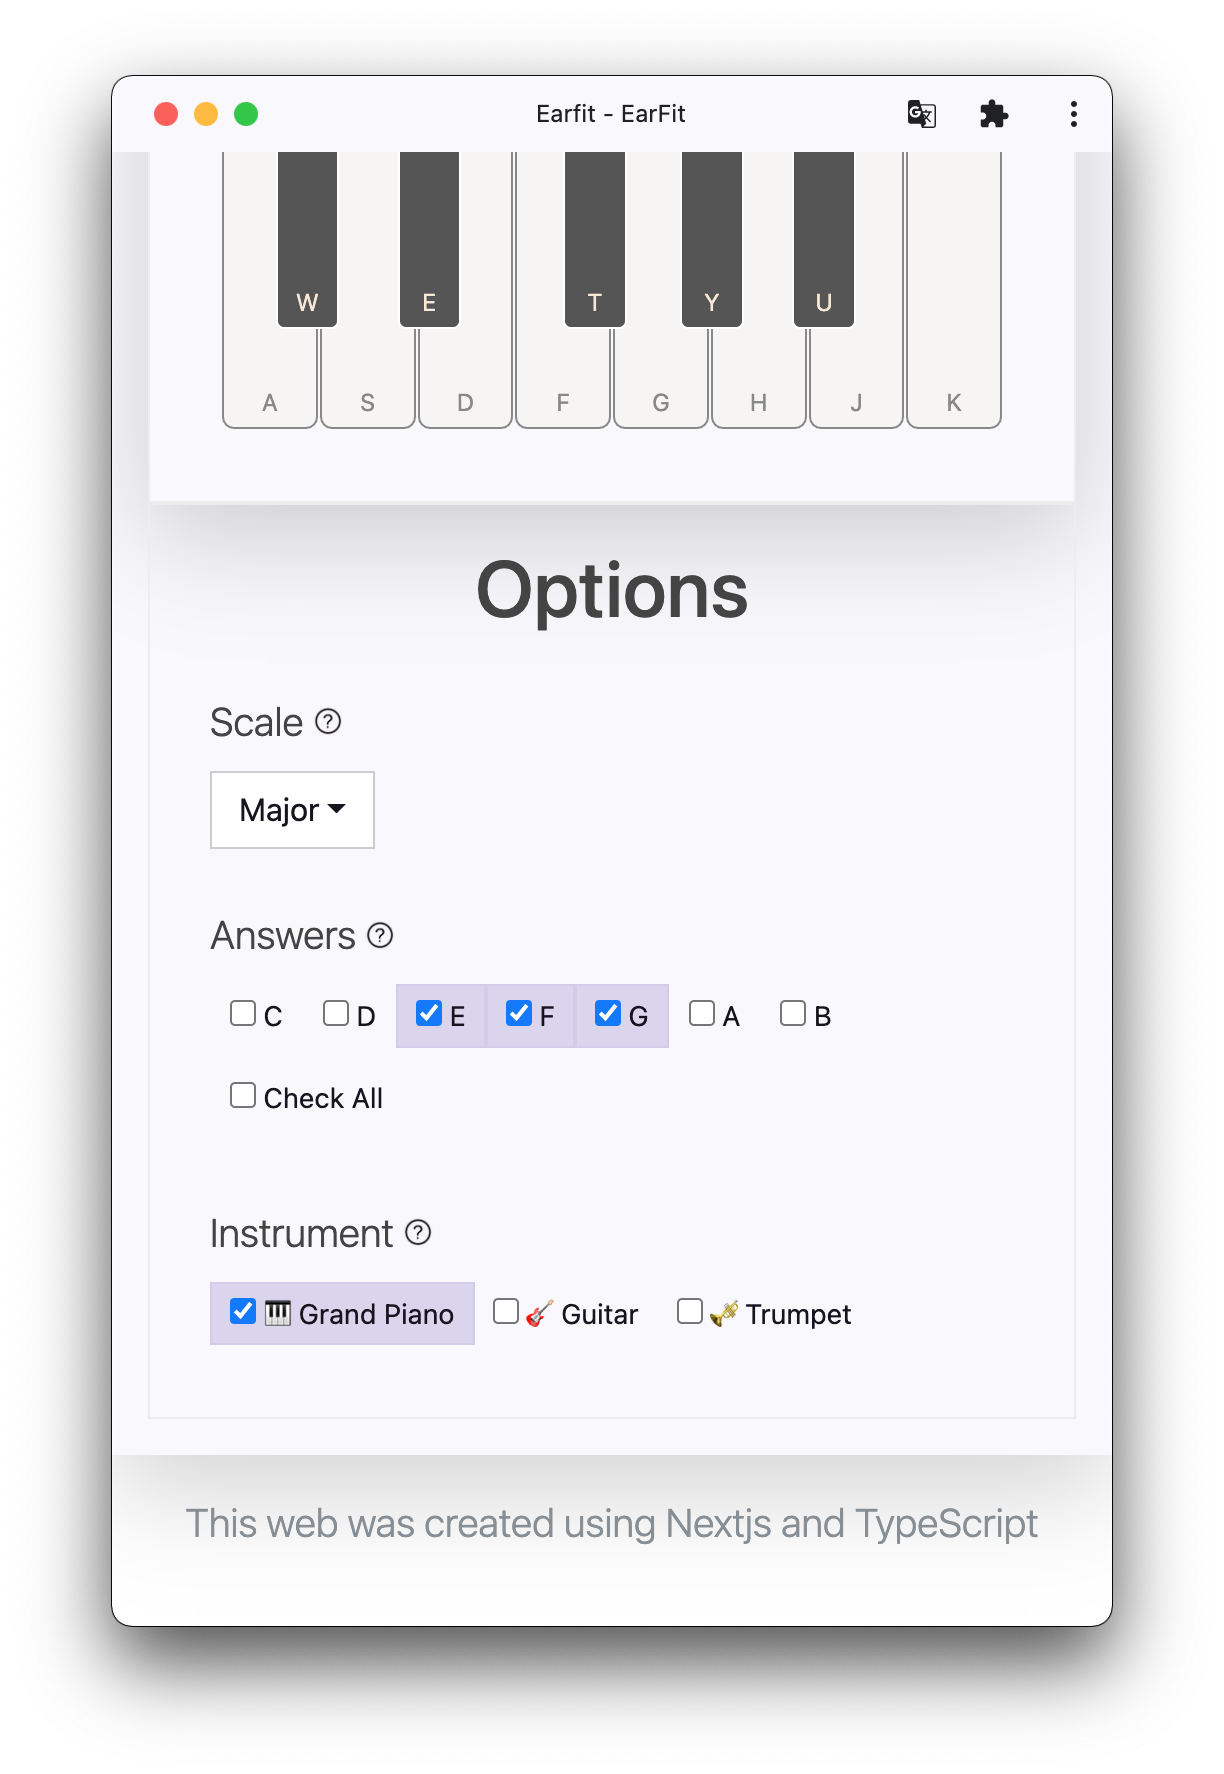 Earfit - EarFit
W E T Y U
A S D F G H J K
Options
Scale ?
Major
Answers ?
C D E F G A B
Check All
Instrument ?
Grand Piano Guitar Trumpet
This web was created using Nextjs and TypeScript